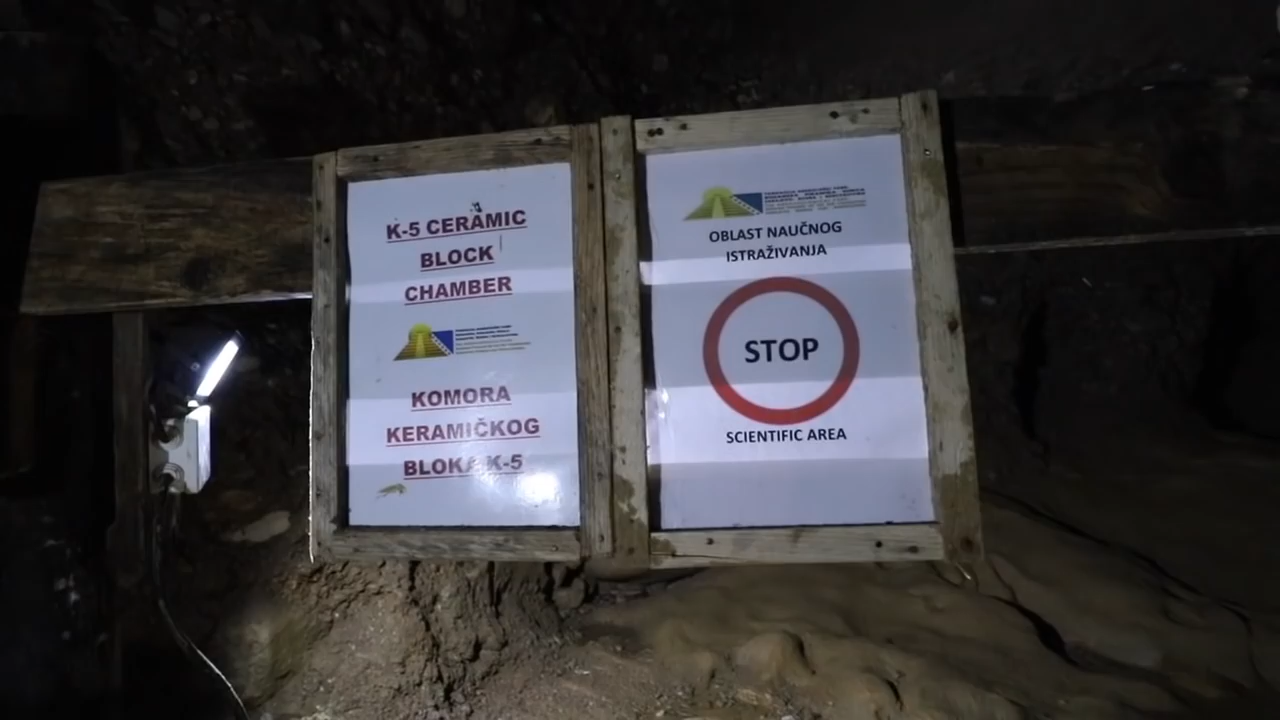 K-5 CERAMIC
BLOCK
CHAMBER
KOMORA
KERAMIČKOG
BLOKA K-5
OBLAST NAUČNOG
ISTRAŽIVANJA
STOP
SCIENTIFIC AREA